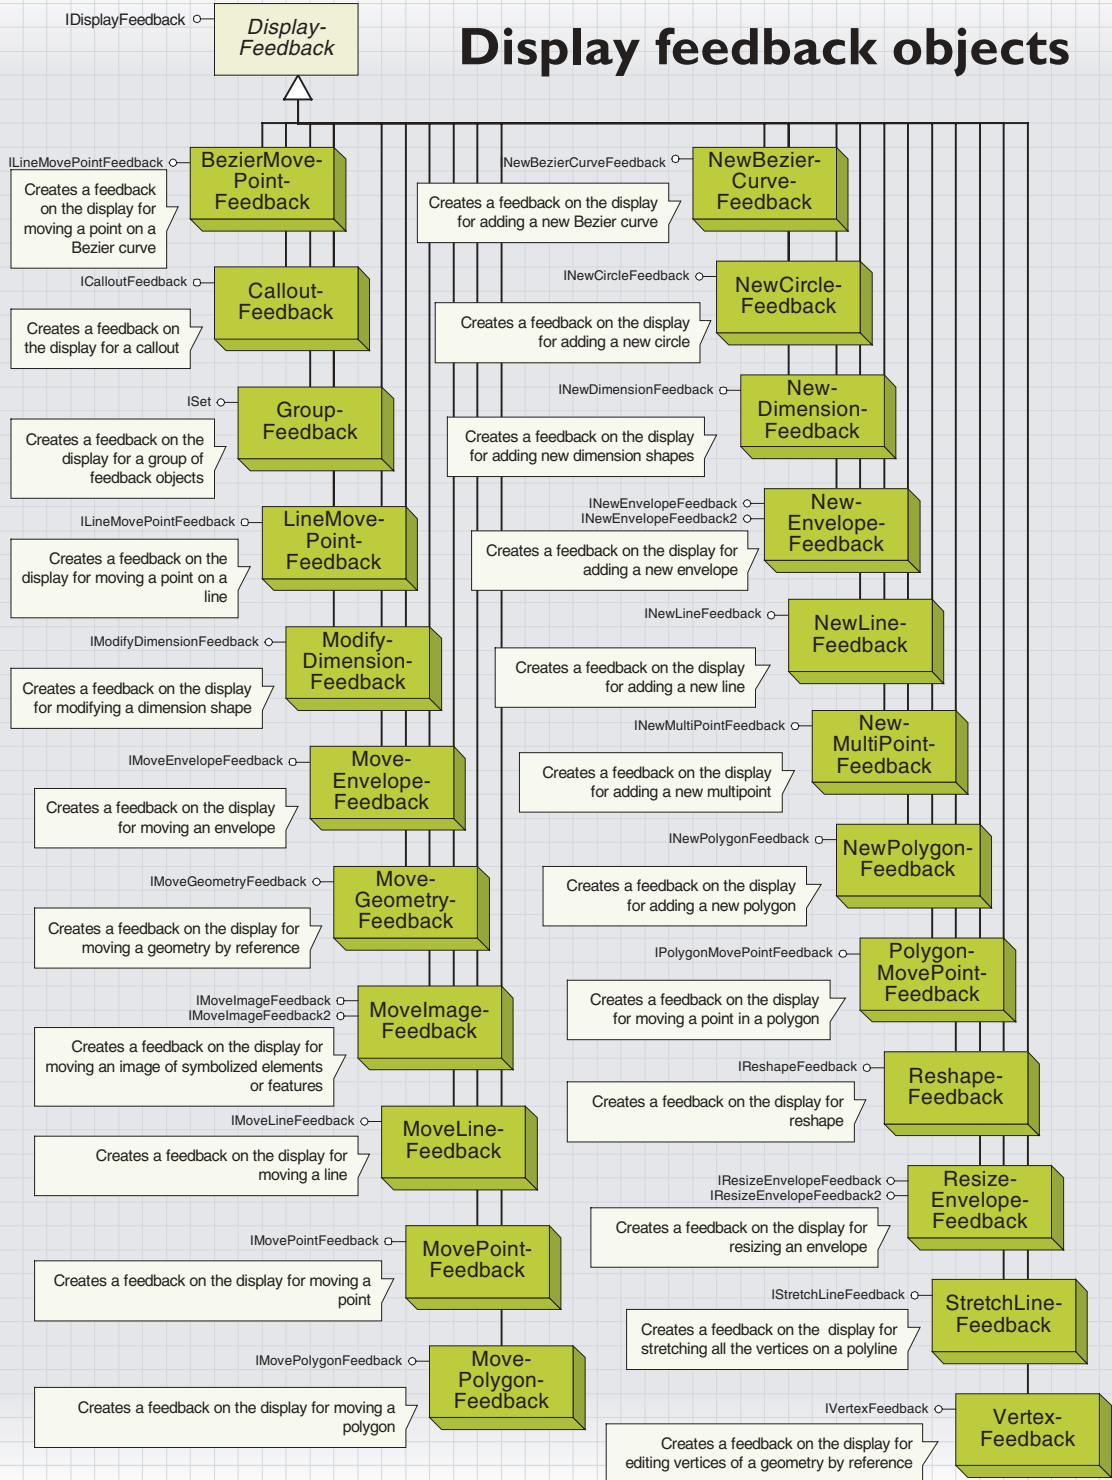 IDisplayFeedback
Display-
Feedback
Display feedback objects
ILineMovePointFeedback
BezierMove-
Point-
Feedback
Creates a feedback
on the display for
moving a point on a
Bezier curve
ICalloutFeedback
Callout-
Feedback
Creates a feedback on
the display for a callout
ISet
Group-
Feedback
Creates a feedback on the
display for a group of
feedback objects
ILineMovePointFeedback
LineMove-
Point-
Feedback
Creates a feedback on the
display for moving a point on a
line
IModifyDimensionFeedback
Modify-
Dimension-
Feedback
Creates a feedback on the display
for modifying a dimension shape
IMoveEnvelopeFeedback
Move-
Envelope-
Feedback
Creates a feedback on the display
for moving an envelope
IMoveGeometryFeedback
Move-
Geometry-
Feedback
Creates a feedback on the display for
moving a geometry by reference
IMoveImageFeedback
IMoveImageFeedback2
MoveImage-
Feedback
Creates a feedback on the display for
moving an image of symbolized elements
or features
IMoveLineFeedback
MoveLine-
Feedback
Creates a feedback on the display for
moving a line
IMovePointFeedback
MovePoint-
Feedback
Creates a feedback on the display for moving a
point
IMovePolygonFeedback
Move-
Polygon-
Feedback
Creates a feedback on the display for moving a
polygon
INewBezierCurveFeedback
NewBezier-
Curve-
Feedback
Creates a feedback on the display
for adding a new Bezier curve
INewCircleFeedback
NewCircle-
Feedback
Creates a feedback on the display
for adding a new circle
INewDimensionFeedback
New-
Dimension-
Feedback
Creates a feedback on the display
for adding new dimension shapes
INewEnvelopeFeedback
INewEnvelopeFeedback2
New-
Envelope-
Feedback
Creates a feedback on the display for
adding a new envelope
INewLineFeedback
NewLine-
Feedback
Creates a feedback on the display
for adding a new line
INewMultiPointFeedback
New-
MultiPoint-
Feedback
Creates a feedback on the display
for adding a new multipoint
INewPolygonFeedback
NewPolygon-
Feedback
Creates a feedback on the display
for adding a new polygon
IPolygonMovePointFeedback
Polygon-
MovePoint-
Feedback
Creates a feedback on the display
for moving a point in a polygon
IReshapeFeedback
Reshape-
Feedback
Creates a feedback on the display for
reshape
IResizeEnvelopeFeedback
IResizeEnvelopeFeedback2
Resize-
Envelope-
Feedback
Creates a feedback on the display for
resizing an envelope
IStretchLineFeedback
StretchLine-
Feedback
Creates a feedback on the display for
stretching all the vertices on a polyline
IVertexFeedback
Vertex-
Feedback
Creates a feedback on the display for
editing vertices of a geometry by reference